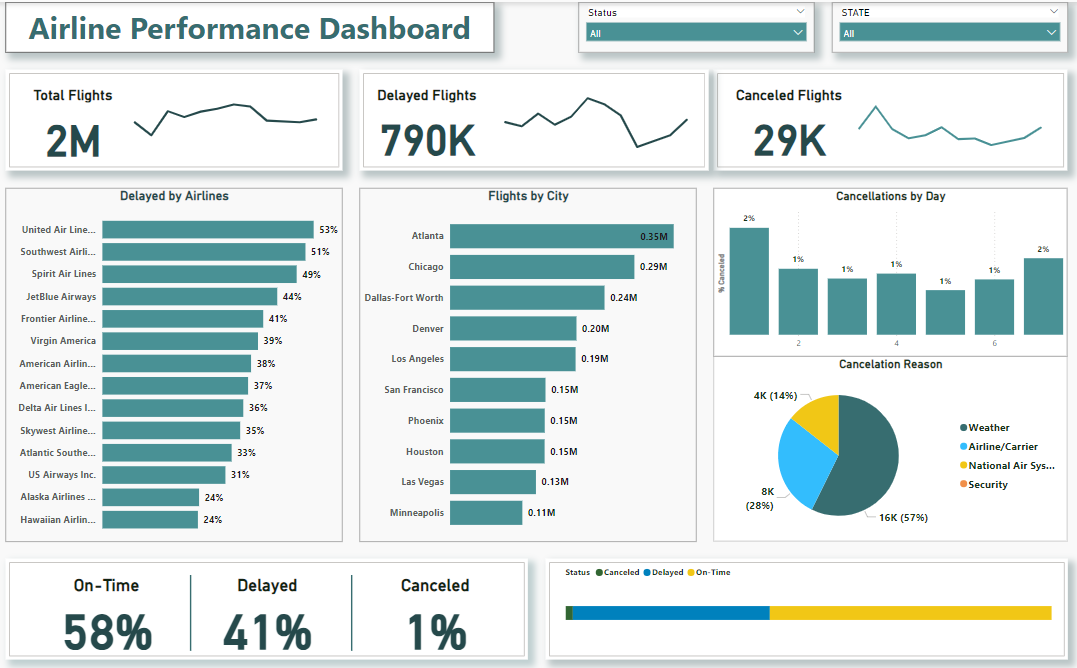 Airline Performance Dashboard
Status
All
STATE
All
Total Flights
2M
Delayed Flights
790K
Canceled Flights
29K
Delayed by Airlines
United Air Line... 53%
Southwest Airli... 51%
Spirit Air Lines 49%
JetBlue Airways 44%
Frontier Airline... 41%
Virgin America 39%
American Airlin... 38%
American Eagle... 37%
Delta Air Lines I... 36%
Skywest Airline... 35%
Atlantic Southe... 33%
US Airways Inc. 31%
Alaska Airlines ... 24%
Hawaiian Airlin... 24%
Flights by City
Atlanta 0.35M
Chicago 0.29M
Dallas-Fort Worth 0.24M
Denver 0.20M
Los Angeles 0.19M
San Francisco 0.15M
Phoenix 0.15M
Houston 0.15M
Las Vegas 0.13M
Minneapolis 0.11M
Cancellations by Day
% Canceled
2% 1% 1% 1% 1% 1% 2%
2 4 6
Cancelation Reason
4K (14%)
8K
(28%)
16K (57%)
Weather
Airline/Carrier
National Air Sys...
Security
On-Time
58%
Delayed
41%
Canceled
1%
Status Canceled Delayed On-Time